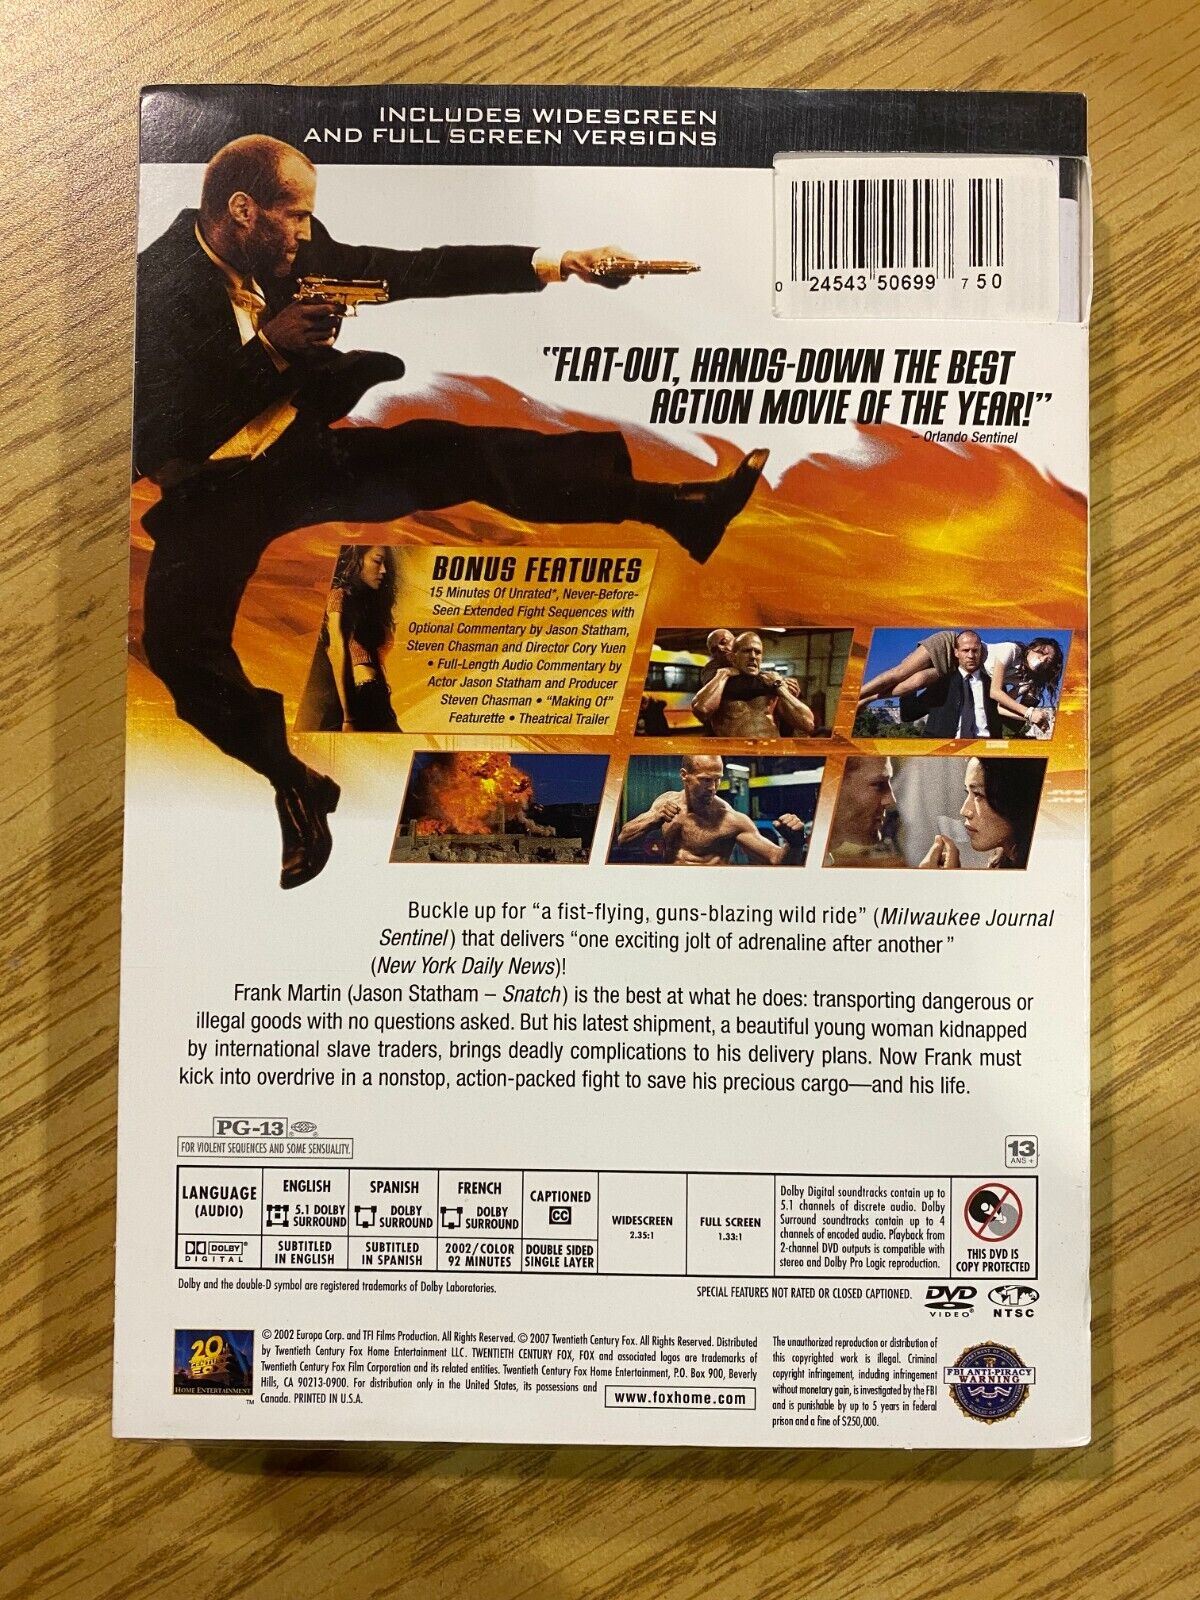 INCLUDES WIDESCREEN
AND FULL SCREEN VERSIONS
0 24543 50699 7 50
"FLAT-OUT, HANDS-DOWN THE BEST
ACTION MOVIE OF THE YEAR!"
– Orlando Sentinel
BONUS FEATURES
15 Minutes Of Unrated*, Never-Before-
Seen Extended Fight Sequences with
Optional Commentary by Jason Statham,
Steven Chasman and Director Cory Yuen
• Full-Length Audio Commentary by
Actor Jason Statham and Producer
Steven Chasman • "Making Of"
Featurette • Theatrical Trailer
Buckle up for "a fist-flying, guns-blazing wild ride" (Milwaukee Journal
Sentinel) that delivers "one exciting jolt of adrenaline after another"
(New York Daily News)!
Frank Martin (Jason Statham – Snatch) is the best at what he does: transporting dangerous or
illegal goods with no questions asked. But his latest shipment, a beautiful young woman kidnapped
by international slave traders, brings deadly complications to his delivery plans. Now Frank must
kick into overdrive in a nonstop, action-packed fight to save his precious cargo—and his life.
PG-13
FOR VIOLENT SEQUENCES AND SOME SENSUALITY.
13
ANS +
LANGUAGE
(AUDIO)
ENGLISH
5.1 DOLBY
SURROUND
SPANISH
DOLBY
SURROUND
FRENCH
DOLBY
SURROUND
CAPTIONED
CC
DOLBY
DIGITAL
SUBTITLED
IN ENGLISH
SUBTITLED
IN SPANISH
2002/COLOR
92 MINUTES
DOUBLE SIDED
SINGLE LAYER
WIDESCREEN
2.35:1
FULL SCREEN
1.33:1
Dolby Digital soundtracks contain up to
5.1 channels of discrete audio. Dolby
Surround soundtracks contain up to 4
channels of encoded audio. Playback from
2-channel DVD outputs is compatible with
stereo and Dolby Pro Logic reproduction.
THIS DVD IS
COPY PROTECTED
Dolby and the double-D symbol are registered trademarks of Dolby Laboratories.
SPECIAL FEATURES NOT RATED OR CLOSED CAPTIONED.
DVD
VIDEO
1
NTSC
20
CENTURY
FOX
HOME ENTERTAINMENT
TM
© 2002 Europa Corp. and TFI Films Production. All Rights Reserved. © 2007 Twentieth Century Fox. All Rights Reserved. Distributed
by Twentieth Century Fox Home Entertainment LLC. TWENTIETH CENTURY FOX, FOX and associated logos are trademarks of
Twentieth Century Fox Film Corporation and its related entities. Twentieth Century Fox Home Entertainment, P.O. Box 900, Beverly
Hills, CA 90213-0900. For distribution only in the United States, its possessions and
Canada. PRINTED IN U.S.A.
www.foxhome.com
The unauthorized reproduction or distribution of
this copyrighted work is illegal. Criminal
copyright infringement, including infringement
without monetary gain, is investigated by the FBI
and is punishable by up to 5 years in federal
prison and a fine of $250,000.
FBI ANTI-PIRACY
WARNING